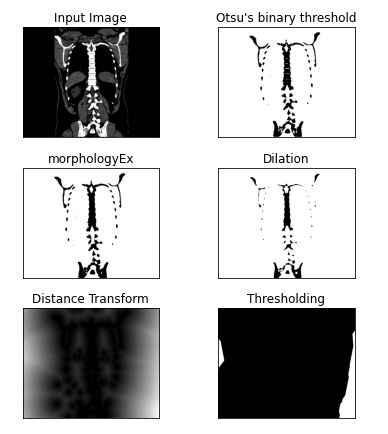 Input Image
Otsu's binary threshold
morphologyEx
Dilation
Distance Transform
Thresholding